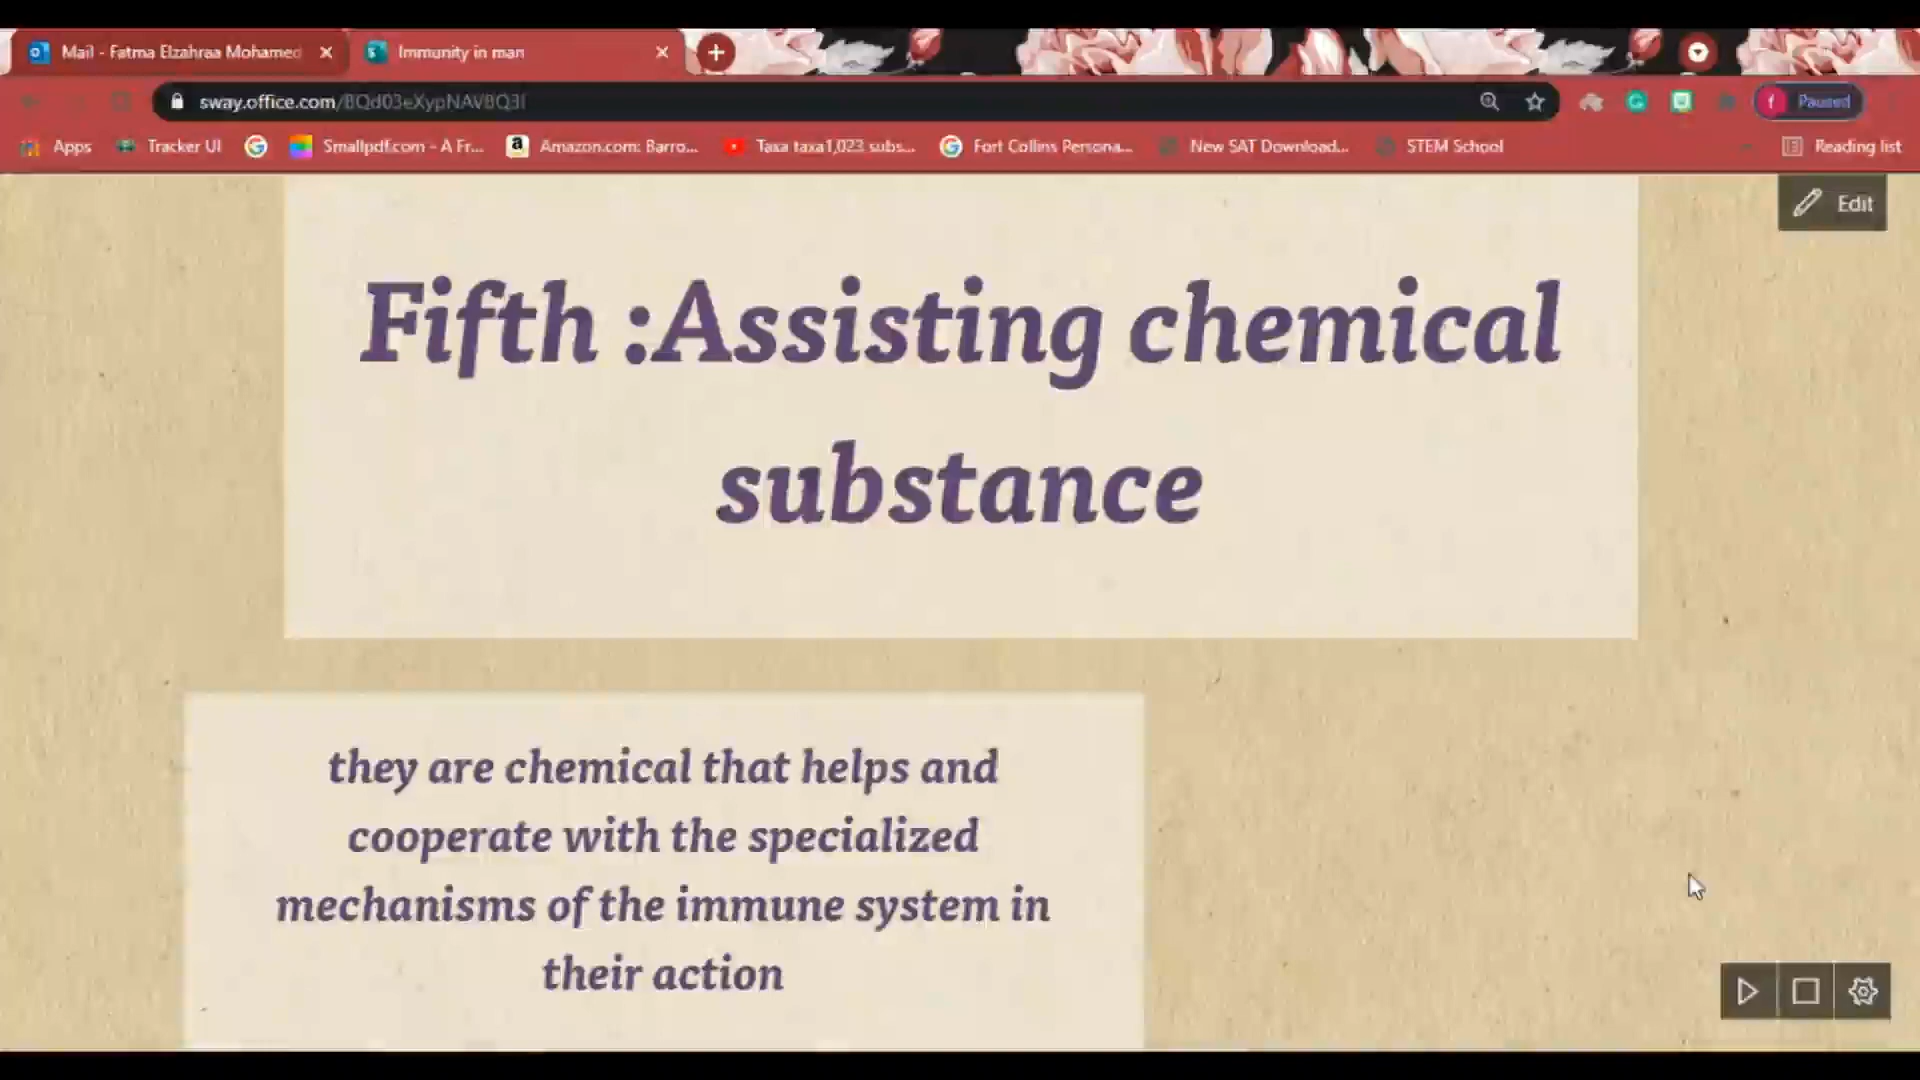 Mail - Fatma Elzahraa Mohamed
Immunity in man
sway.office.com/8Qd03eXypNAV8Q3I
Paused
Apps
Tracker UI
Smallpdf.com - A Fr...
Amazon.com: Barro...
Taxa taxa1,023 subs...
Fort Collins Persona...
New SAT Download...
STEM School
Reading list
Edit
Fifth :Assisting chemical
substance
they are chemical that helps and
cooperate with the specialized
mechanisms of the immune system in
their action